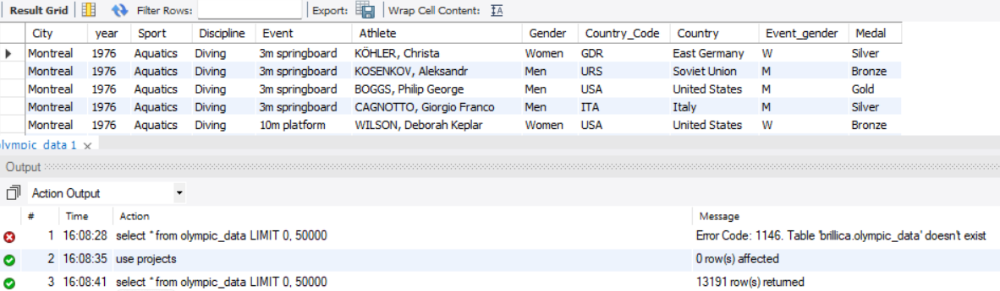 Result Grid Filter Rows: Export: Wrap Cell Content: IA
City year Sport Discipline Event Athlete Gender Country_Code Country Event_gender Medal
Montreal 1976 Aquatics Diving 3m springboard KÖHLER, Christa Women GDR East Germany W Silver
Montreal 1976 Aquatics Diving 3m springboard KOSENKOV, Aleksandr Men URS Soviet Union M Bronze
Montreal 1976 Aquatics Diving 3m springboard BOGGS, Philip George Men USA United States M Gold
Montreal 1976 Aquatics Diving 3m springboard CAGNOTTO, Giorgio Franco Men ITA Italy M Silver
Montreal 1976 Aquatics Diving 10m platform WILSON, Deborah Keplar Women USA United States W Bronze
olympic_data 1 ×
Output
Action Output
# Time Action Message
1 16:08:28 select * from olympic_data LIMIT 0, 50000 Error Code: 1146. Table 'brillica.olympic_data' doesn't exist
2 16:08:35 use projects 0 row(s) affected
3 16:08:41 select * from olympic_data LIMIT 0, 50000 13191 row(s) returned